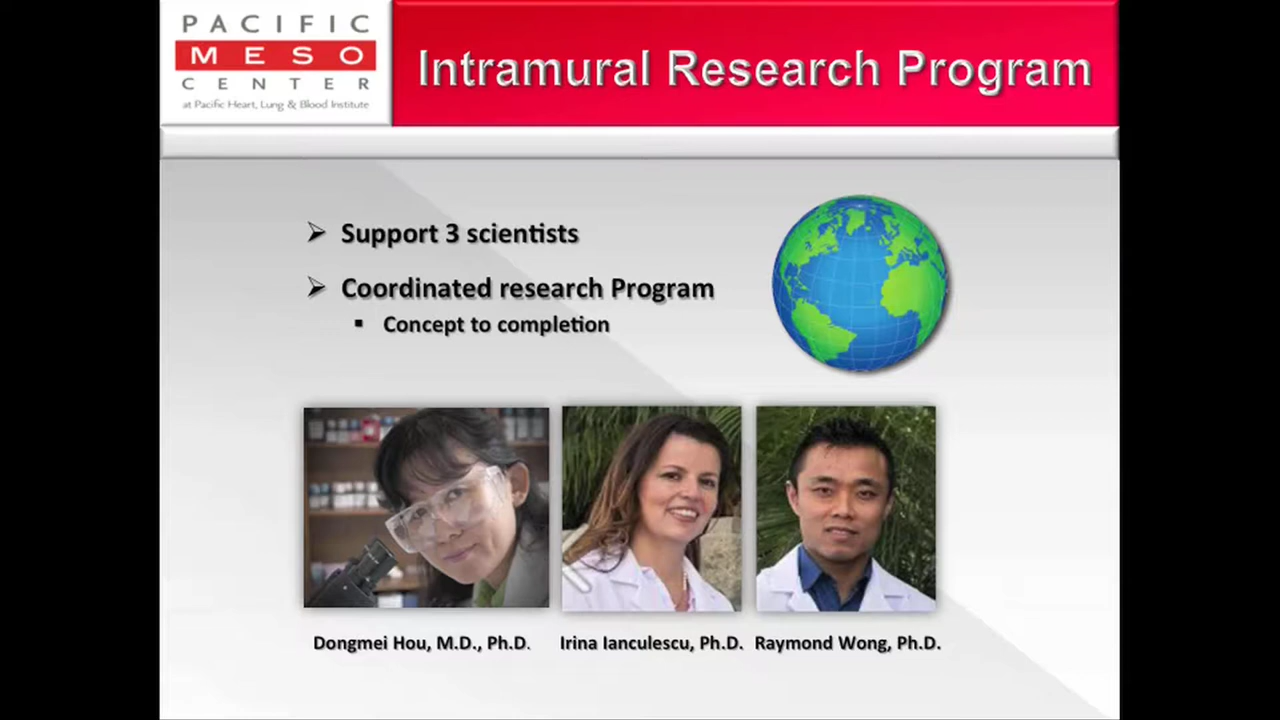 PACIFIC
MESO
CENTER
at Pacific Heart, Lung & Blood Institute
Intramural Research Program
➢ Support 3 scientists
➢ Coordinated research Program
▪ Concept to completion
Dongmei Hou, M.D., Ph.D.
Irina Ianculescu, Ph.D.
Raymond Wong, Ph.D.